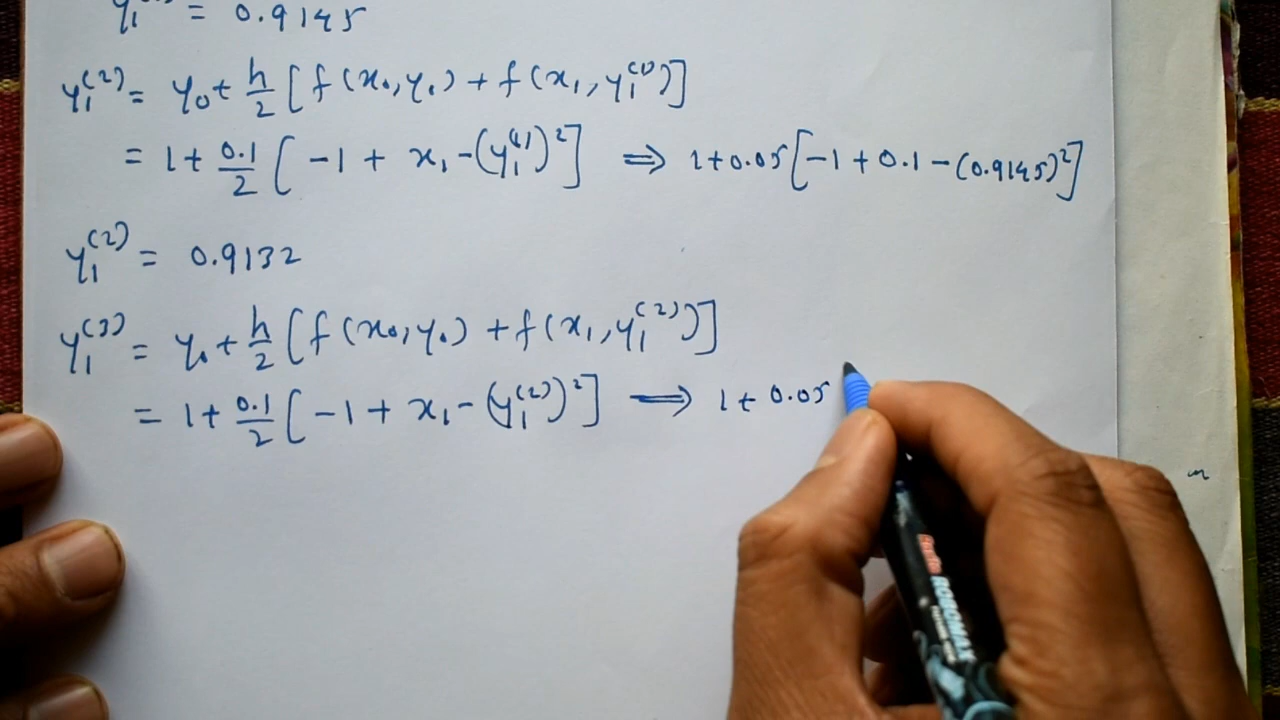 y₁⁽¹⁾ = 0.9145
y₁⁽²⁾ = y₀ + h/2 [f(x₀, y₀) + f(x₁, y₁⁽¹⁾)]
= 1 + 0.1/2 [-1 + x₁ - (y₁⁽¹⁾)²] ⇒ 1 + 0.05[-1 + 0.1 - (0.9145)²]
y₁⁽²⁾ = 0.9132
y₁⁽³⁾ = y₀ + h/2 [f(x₀, y₀) + f(x₁, y₁⁽²⁾)]
= 1 + 0.1/2 [-1 + x₁ - (y₁⁽²⁾)²] ⟹ 1 + 0.05
ROBOMAX